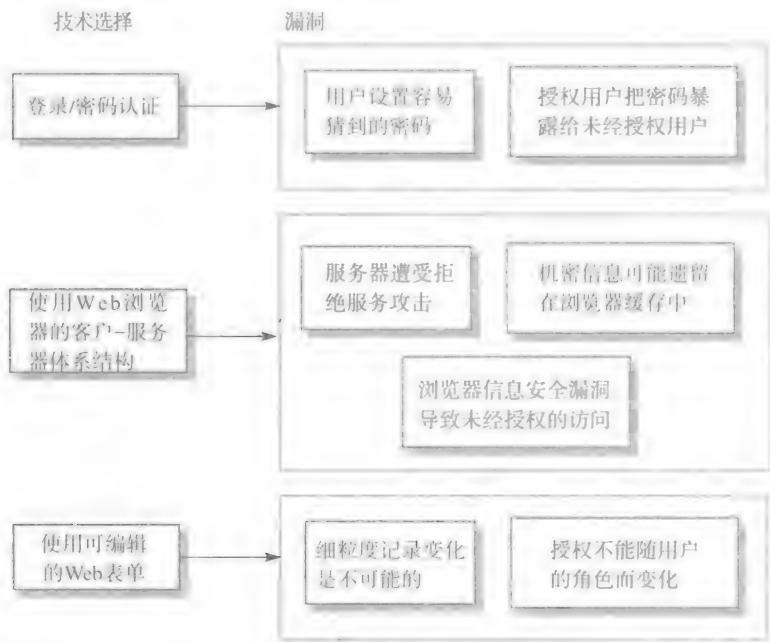 技术选择
漏洞
登录/密码认证
用户设置容易
猜到的密码
授权用户把密码暴
露给未经授权用户
使用Web浏览
器的客户-服务
器体系结构
服务器遭受拒
绝服务攻击
机密信息可能遗留
在浏览器缓存中
浏览器信息安全漏洞
导致未经授权的访问
使用可编辑
的Web表单
细粒度记录变化
是不可能的
授权不能随用户
的角色而变化